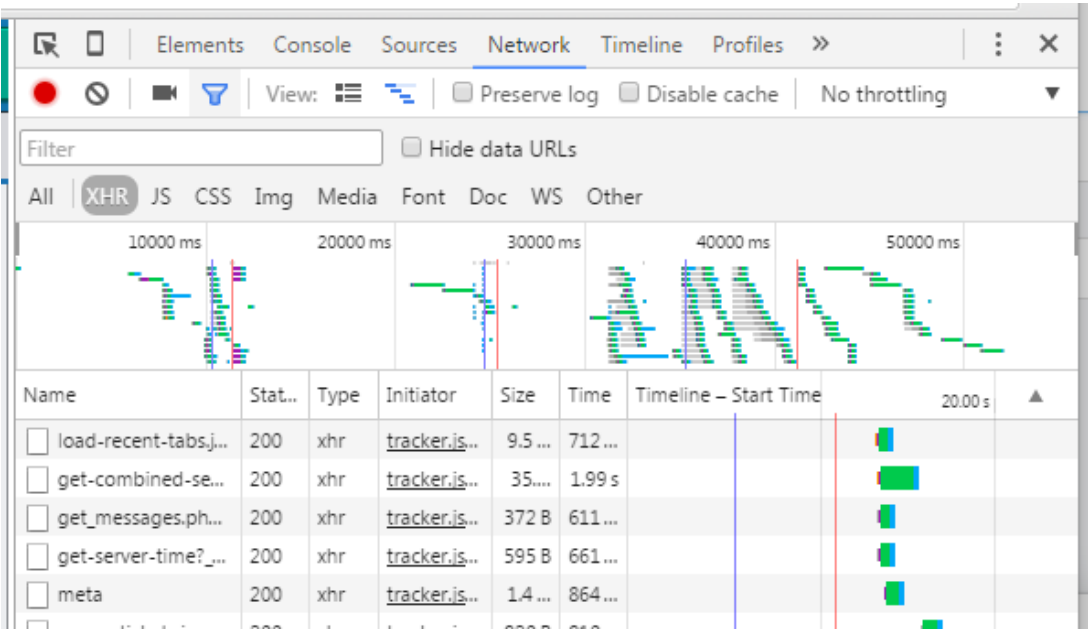 Elements Console Sources Network Timeline Profiles »
View: Preserve log Disable cache No throttling ▼
Filter Hide data URLs
All XHR JS CSS Img Media Font Doc WS Other
10000 ms 20000 ms 30000 ms 40000 ms 50000 ms
Name Stat... Type Initiator Size Time Timeline – Start Time 20.00 s ▲
load-recent-tabs.j... 200 xhr tracker.js... 9.5 ... 712 ...
get-combined-se... 200 xhr tracker.js... 35.... 1.99 s
get_messages.ph... 200 xhr tracker.js... 372 B 611 ...
get-server-time?_... 200 xhr tracker.js... 595 B 661 ...
meta 200 xhr tracker.js... 1.4 ... 864 ...